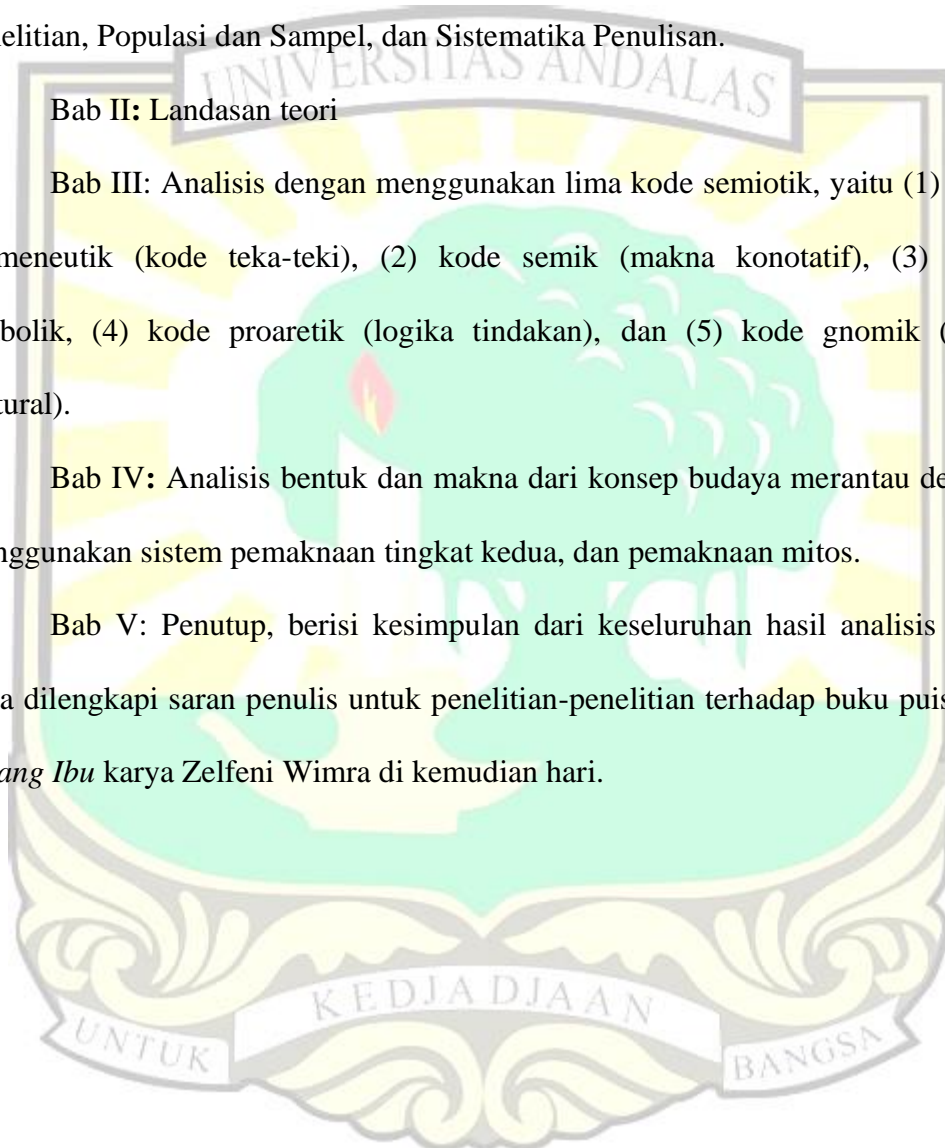 nelitian, Populasi dan Sampel, dan Sistematika Penulisan.
UNIVERSITAS ANDALAS
Bab II: Landasan teori
Bab III: Analisis dengan menggunakan lima kode semiotik, yaitu (1)
meneutik (kode teka-teki), (2) kode semik (makna konotatif), (3)
bolik, (4) kode proaretik (logika tindakan), dan (5) kode gnomik (
tural).
Bab IV: Analisis bentuk dan makna dari konsep budaya merantau de
nggunakan sistem pemaknaan tingkat kedua, dan pemaknaan mitos.
Bab V: Penutup, berisi kesimpulan dari keseluruhan hasil analisis
a dilengkapi saran penulis untuk penelitian-penelitian terhadap buku puis
ang Ibu karya Zelfeni Wimra di kemudian hari.
UNTUK KEDJADJAAN BANGSA